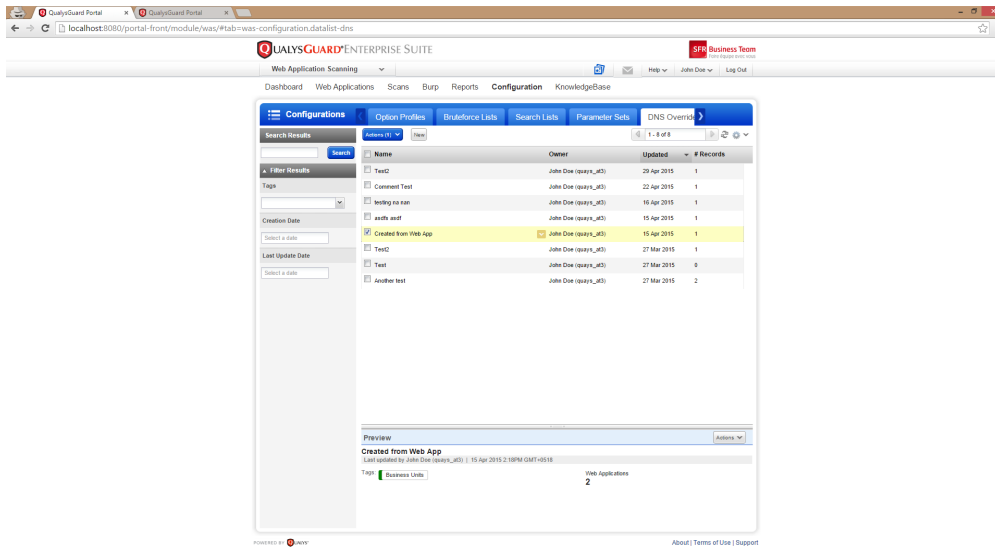 QualysGuard Portal
QualysGuard Portal
localhost:8080/portal-front/module/was/#tab=was-configuration.datalist-dns
QUALYSGUARD ENTERPRISE SUITE
SFR Business Team
Web Application Scanning
Help John Doe Log Out
Dashboard Web Applications Scans Burp Reports Configuration KnowledgeBase
Configurations Option Profiles Bruteforce Lists Search Lists Parameter Sets DNS Override
Search Results Actions (1) New 1 - 8 of 8
Search
Name Owner Updated # Records
Filter Results
Tags
Creation Date
Select a date
Last Update Date
Select a date
Test2 John Doe (quays_at3) 29 Apr 2015 1
Comment Test John Doe (quays_at3) 22 Apr 2015 1
testing na nan John Doe (quays_at3) 16 Apr 2015 1
asdfs asdf John Doe (quays_at3) 15 Apr 2015 1
Created from Web App John Doe (quays_at3) 15 Apr 2015 1
Test2 John Doe (quays_at3) 27 Mar 2015 1
Test John Doe (quays_at3) 27 Mar 2015 0
Another test John Doe (quays_at3) 27 Mar 2015 2
Preview Actions
Created from Web App
Last updated by John Doe (quays_at3) | 15 Apr 2015 2:18PM GMT+0518
Tags: Business Units
Web Applications
2
POWERED BY QUALYS
About | Terms of Use | Support